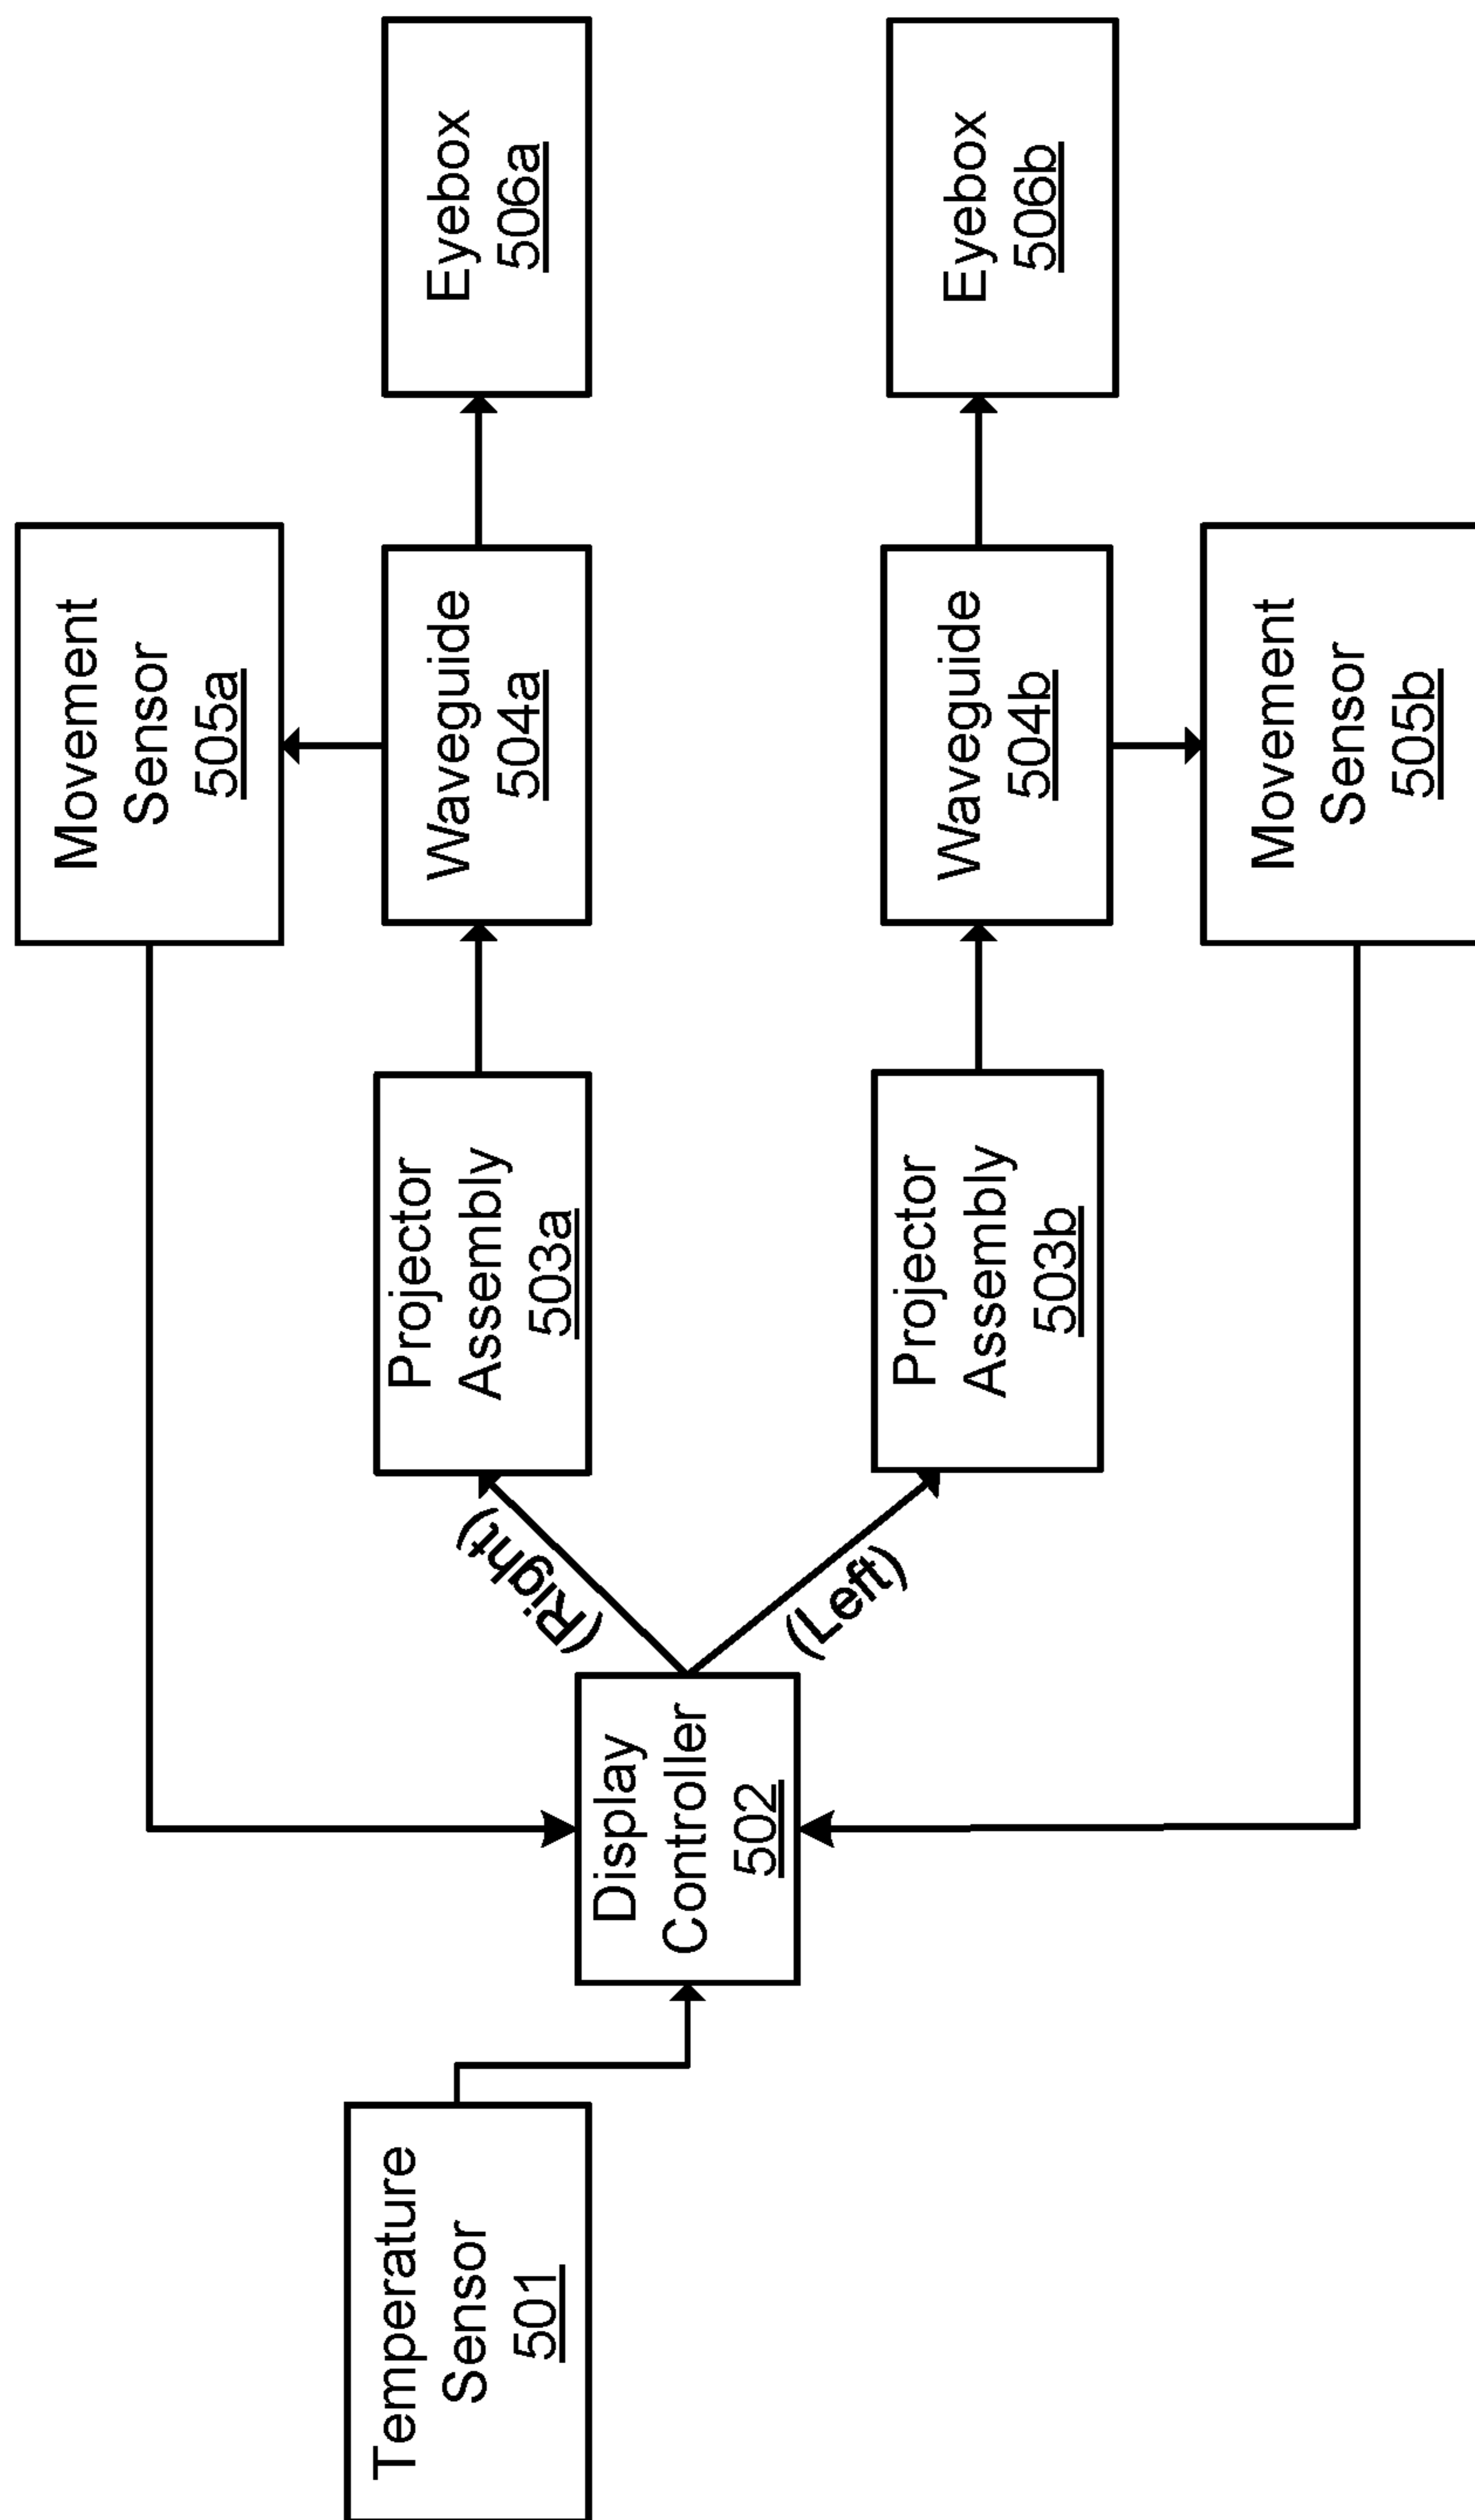 Movement
Sensor
505a
Temperature
Sensor
501
Display
Controller
502
(Right)
(Left)
Projector
Assembly
503a
Waveguide
504a
Eyebox
506a
Projector
Assembly
503b
Waveguide
504b
Eyebox
506b
Movement
Sensor
505b